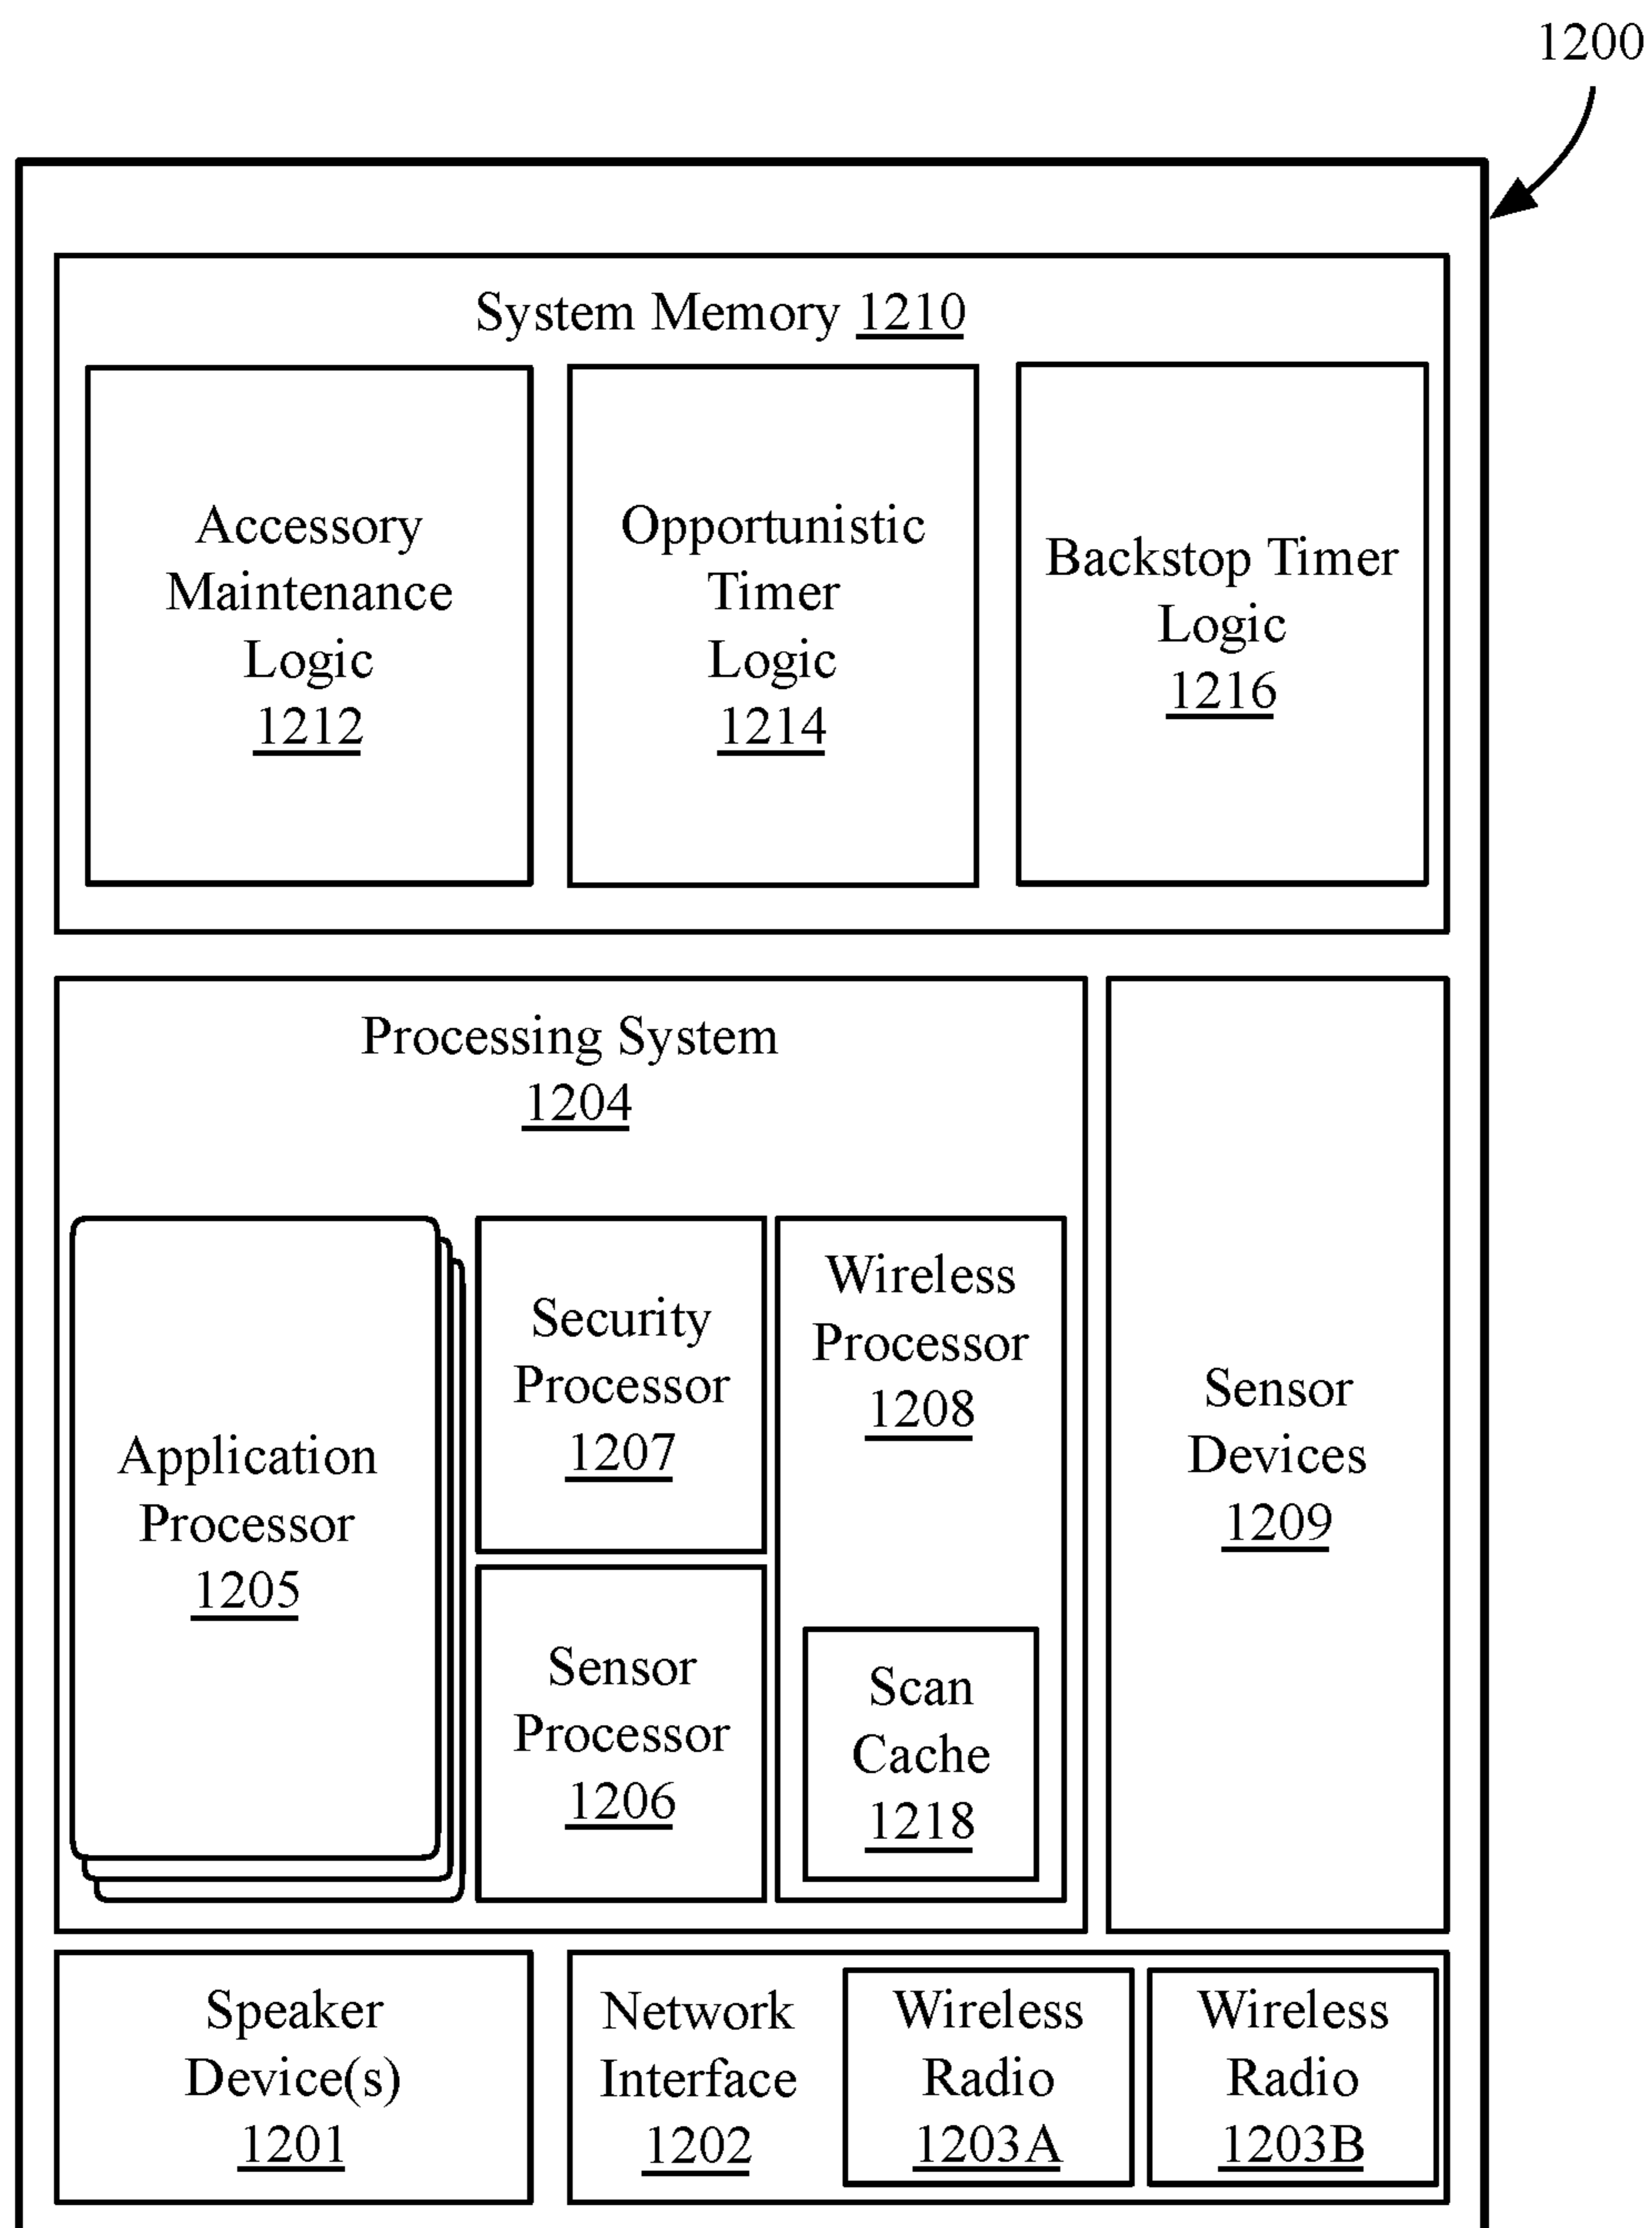 1200
System Memory 1210
Accessory
Maintenance
Logic
1212
Opportunistic
Timer
Logic
1214
Backstop Timer
Logic
1216
Processing System
1204
Application
Processor
1205
Security
Processor
1207
Sensor
Processor
1206
Wireless
Processor
1208
Scan
Cache
1218
Sensor
Devices
1209
Speaker
Device(s)
1201
Network
Interface
1202
Wireless
Radio
1203A
Wireless
Radio
1203B